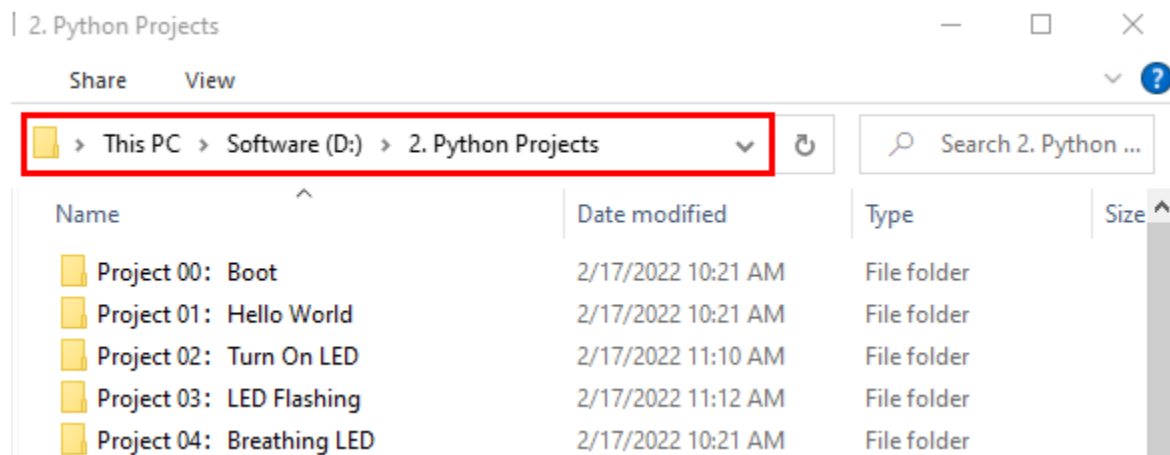 2. Python Projects
Share View
This PC > Software (D:) > 2. Python Projects Search 2. Python ...
Name Date modified Type Size
Project 00：Boot 2/17/2022 10:21 AM File folder
Project 01：Hello World 2/17/2022 10:21 AM File folder
Project 02：Turn On LED 2/17/2022 11:10 AM File folder
Project 03：LED Flashing 2/17/2022 11:12 AM File folder
Project 04：Breathing LED 2/17/2022 10:21 AM File folder